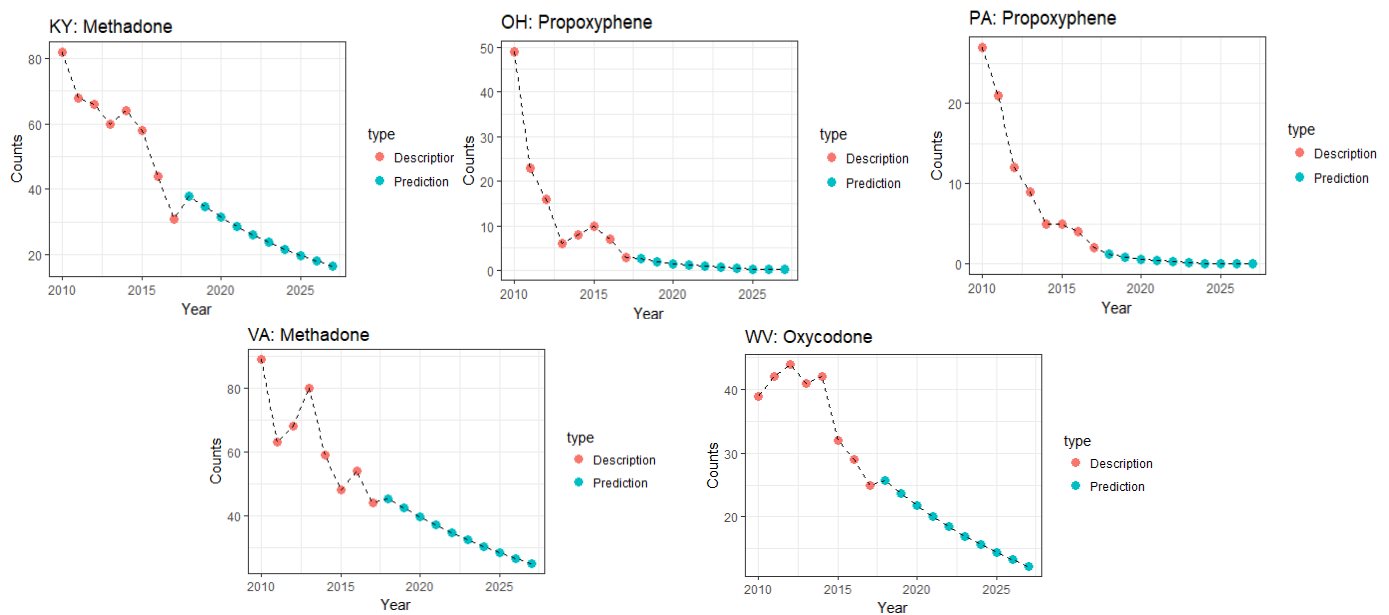 KY: Methadone
80
60
40
20
Counts
2010
2015
2020
2025
Year
type
Descriptior
Prediction
OH: Propoxyphene
50
40
30
20
10
0
Counts
2010
2015
2020
2025
Year
type
Description
Prediction
PA: Propoxyphene
20
10
0
Counts
2010
2015
2020
2025
Year
type
Description
Prediction
VA: Methadone
80
60
40
Counts
2010
2015
2020
2025
Year
type
Description
Prediction
WV: Oxycodone
40
30
20
Counts
2010
2015
2020
2025
Year
type
Description
Prediction